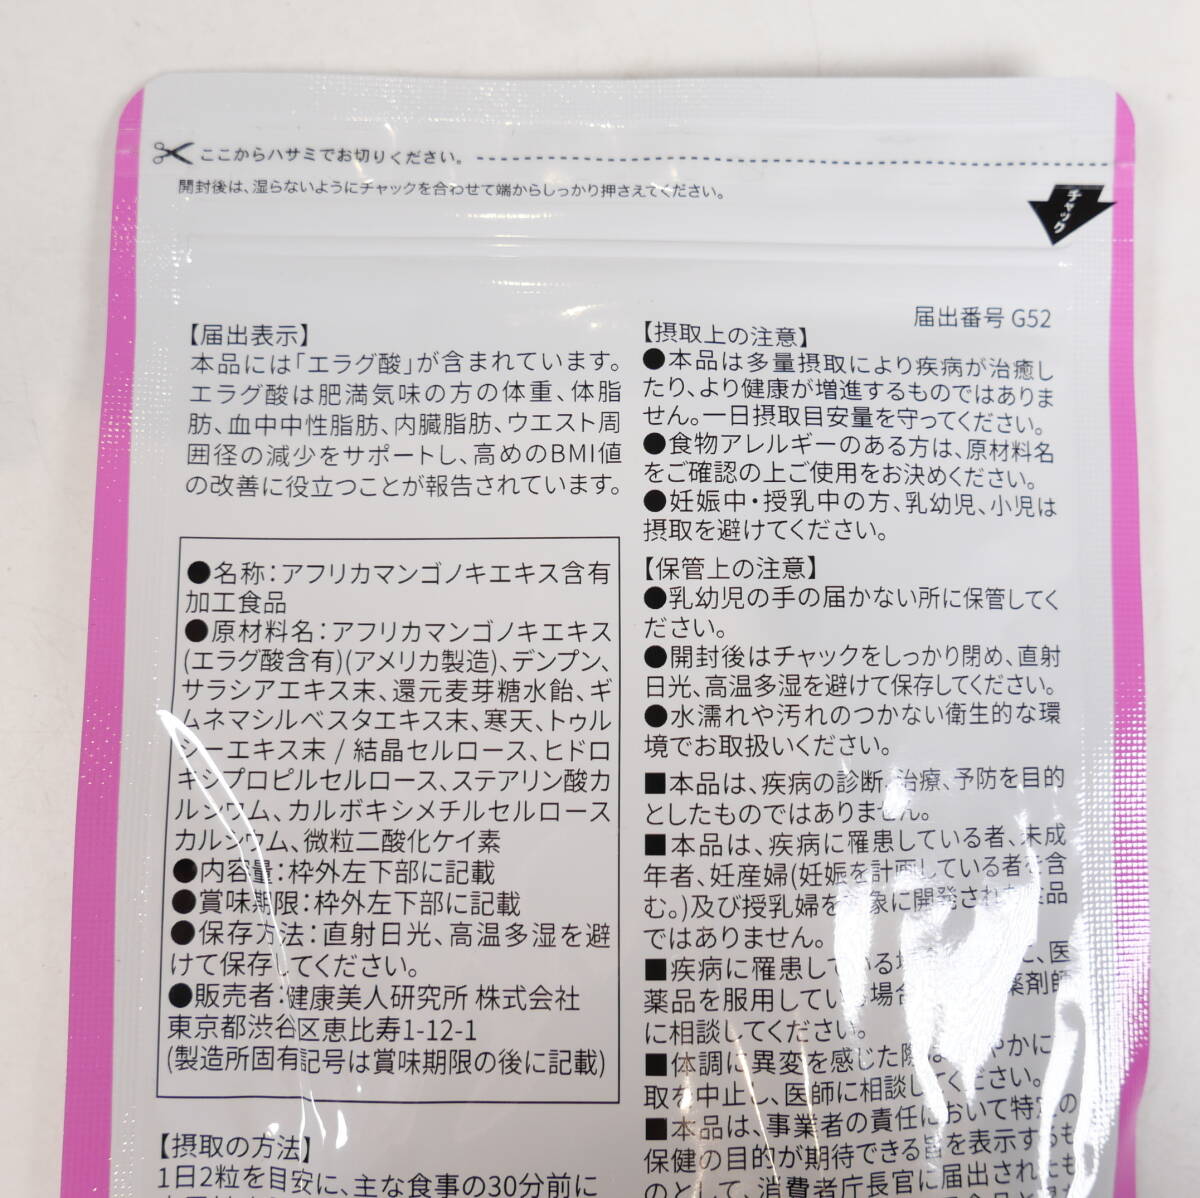 ここからハサミでお切りください。
開封後は、湿らないようにチャックを合わせて端からしっかり押さえてください。
チャック
届出番号 G52
【届出表示】
本品には「エラグ酸」が含まれています。
エラグ酸は肥満気味の方の体重、体脂
肪、血中中性脂肪、内臓脂肪、ウエスト周
囲径の減少をサポートし、高めのBMI値
の改善に役立つことが報告されています。
●名称：アフリカマンゴノキエキス含有
加工食品
●原材料名：アフリカマンゴノキエキス
(エラグ酸含有)(アメリカ製造)、デンプン、
サラシアエキス末、還元麦芽糖水飴、ギ
ムネマシルベスタエキス末、寒天、トゥル
シーエキス末 / 結晶セルロース、ヒドロ
キシプロピルセルロース、ステアリン酸カ
ルシウム、カルボキシメチルセルロース
カルシウム、微粒二酸化ケイ素
●内容量：枠外左下部に記載
●賞味期限：枠外左下部に記載
●保存方法：直射日光、高温多湿を避
けて保存してください。
●販売者：健康美人研究所 株式会社
東京都渋谷区恵比寿1-12-1
(製造所固有記号は賞味期限の後に記載)
【摂取の方法】
1日2粒を目安に、主な食事の30分前に
【摂取上の注意】
●本品は多量摂取により疾病が治癒し
たり、より健康が増進するものではありま
せん。一日摂取目安量を守ってください。
●食物アレルギーのある方は、原材料名
をご確認の上ご使用をお決めください。
●妊娠中・授乳中の方、乳幼児、小児は
摂取を避けてください。
【保管上の注意】
●乳幼児の手の届かない所に保管してく
ださい。
●開封後はチャックをしっかり閉め、直射
日光、高温多湿を避けて保存してください。
●水濡れや汚れのつかない衛生的な環
境でお取扱いください。
■本品は、疾病の診断、治療、予防を目的
としたものではありません。
■本品は、疾病に罹患している者、未成
年者、妊産婦(妊娠を計画している者を含
む。)及び授乳婦を対象に開発された食品
ではありません。
■疾病に罹患している場合、医
薬品を服用している場合薬剤師
に相談してください。
■体調に異変を感じた際は
取を中止し、医師に相談してください。
■本品は、事業者の責任において特定の
保健の目的が期待できる旨を表示するも
のとして、消費者庁長官に届出されたも